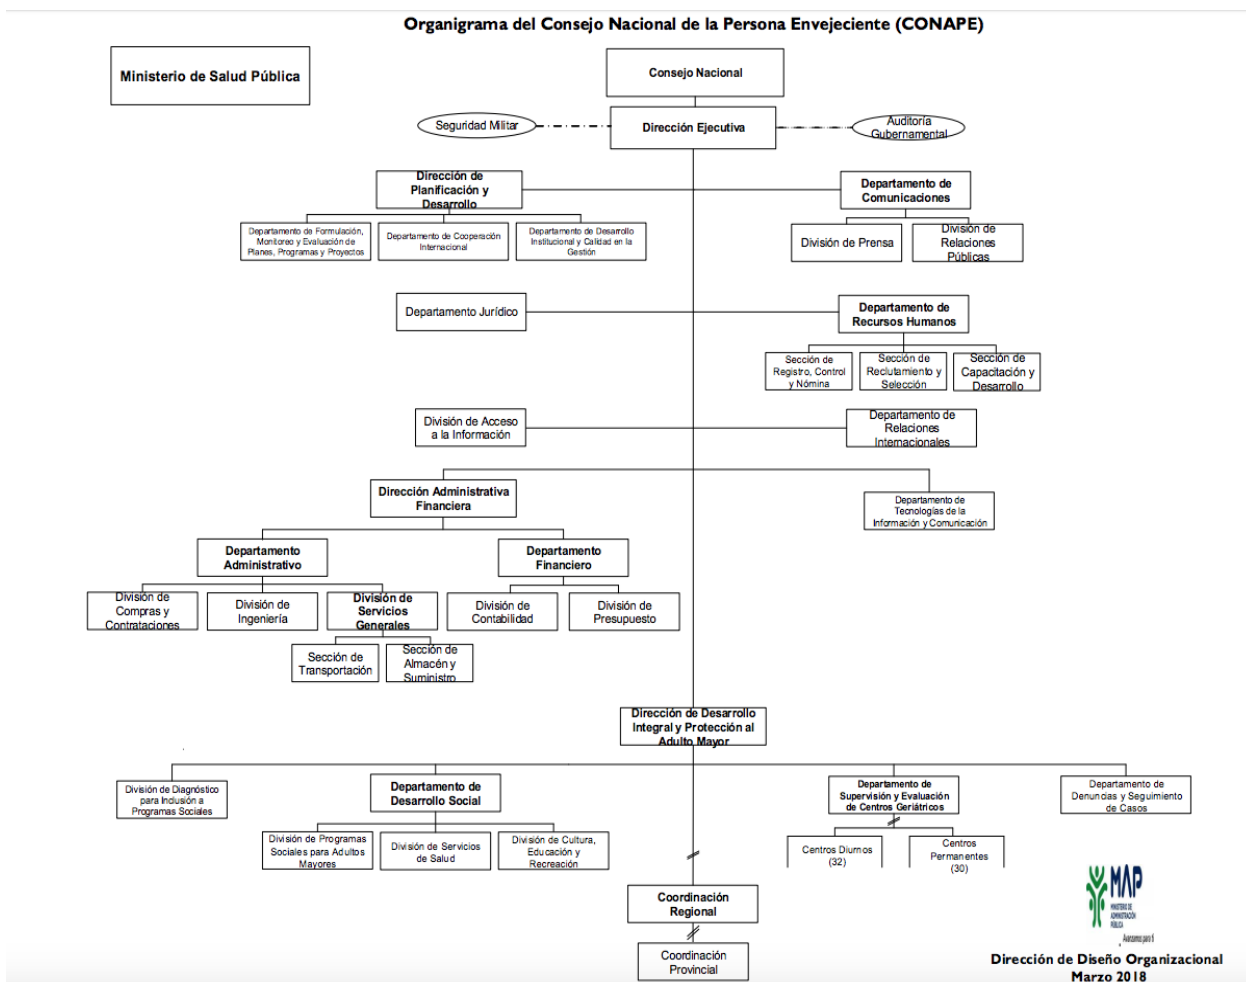 Organigrama del Consejo Nacional de la Persona Envejeciente (CONAPE)
Ministerio de Salud Pública
Consejo Nacional
Seguridad Militar
Dirección Ejecutiva
Auditoría
Gubernamental
Dirección de
Planificación y
Desarrollo
Departamento de
Comunicaciones
Departamento de Formulación,
Monitoreo y Evaluación de
Planes, Programas y Proyectos
Departamento de Cooperación
Internacional
Departamento de Desarrollo
Institucional y Calidad en la
Gestión
División de Prensa
División de
Relaciones
Públicas
Departamento Jurídico
Departamento de
Recursos Humanos
Sección de
Registro, Control
y Nómina
Sección de
Reclutamiento y
Selección
Sección de
Capacitación y
Desarrollo
División de Acceso
a la Información
Departamento de
Relaciones
Internacionales
Dirección Administrativa
Financiera
Departamento de
Tecnologías de la
Información y Comunicación
Departamento
Administrativo
Departamento
Financiero
División de
Compras y
Contrataciones
División de
Ingeniería
División de
Servicios
Generales
División de
Contabilidad
División de
Presupuesto
Sección de
Transportación
Sección de
Almacén y
Suministro
Dirección de Desarrollo
Integral y Protección al
Adulto Mayor
División de Diagnóstico
para Inclusión a
Programas Sociales
Departamento de
Desarrollo Social
Departamento de
Supervisión y Evaluación
de Centros Geriátricos
Departamento de
Denuncias y Seguimiento
de Casos
División de Programas
Sociales para Adultos
Mayores
División de Servicios
de Salud
División de Cultura,
Educación y
Recreación
Centros Diurnos
(32)
Centros
Permanentes
(30)
Coordinación
Regional
Coordinación
Provincial
MAP
MINISTERIO DE
ADMINISTRACIÓN
PÚBLICA
Avanzamos para ti
Dirección de Diseño Organizacional
Marzo 2018